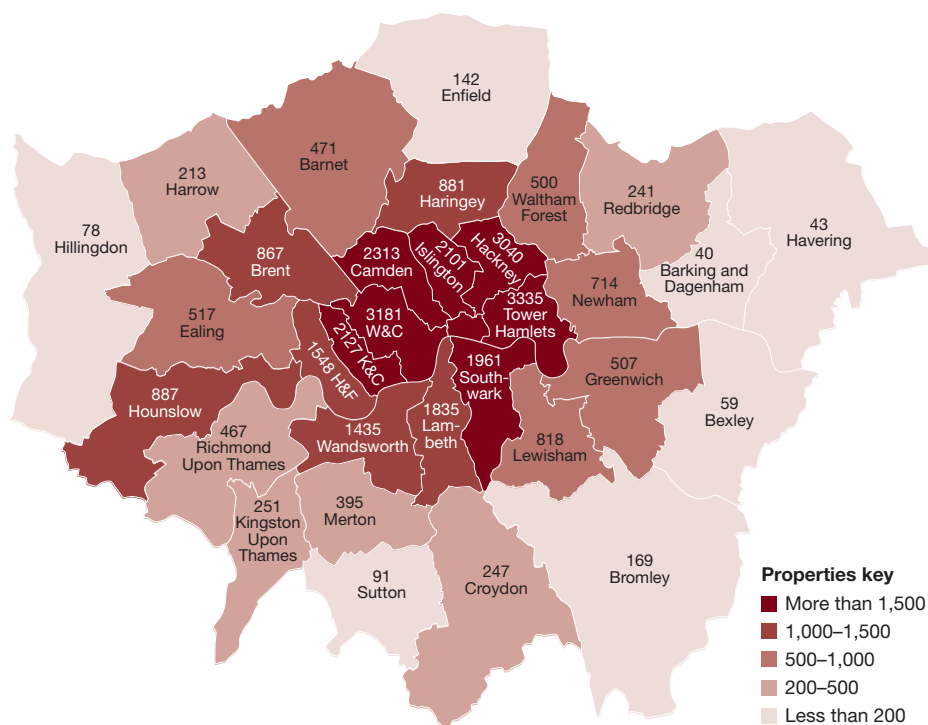 142
Enfield
471
Barnet
213
Harrow
881
Haringey
500
Waltham
Forest
241
Redbridge
43
Havering
78
Hillingdon
867
Brent
2313
Camden
2101
Islington
3040
Hackney
40
Barking and
Dagenham
714
Newham
517
Ealing
3181
W&C
3335
Tower
Hamlets
2127 K&C
1548 H&F
1961
South-
wark
507
Greenwich
887
Hounslow
59
Bexley
467
Richmond
Upon Thames
1435
Wandsworth
1835
Lam-
beth
818
Lewisham
251
Kingston
Upon
Thames
395
Merton
91
Sutton
247
Croydon
169
Bromley
Properties key
More than 1,500
1,000–1,500
500–1,000
200–500
Less than 200